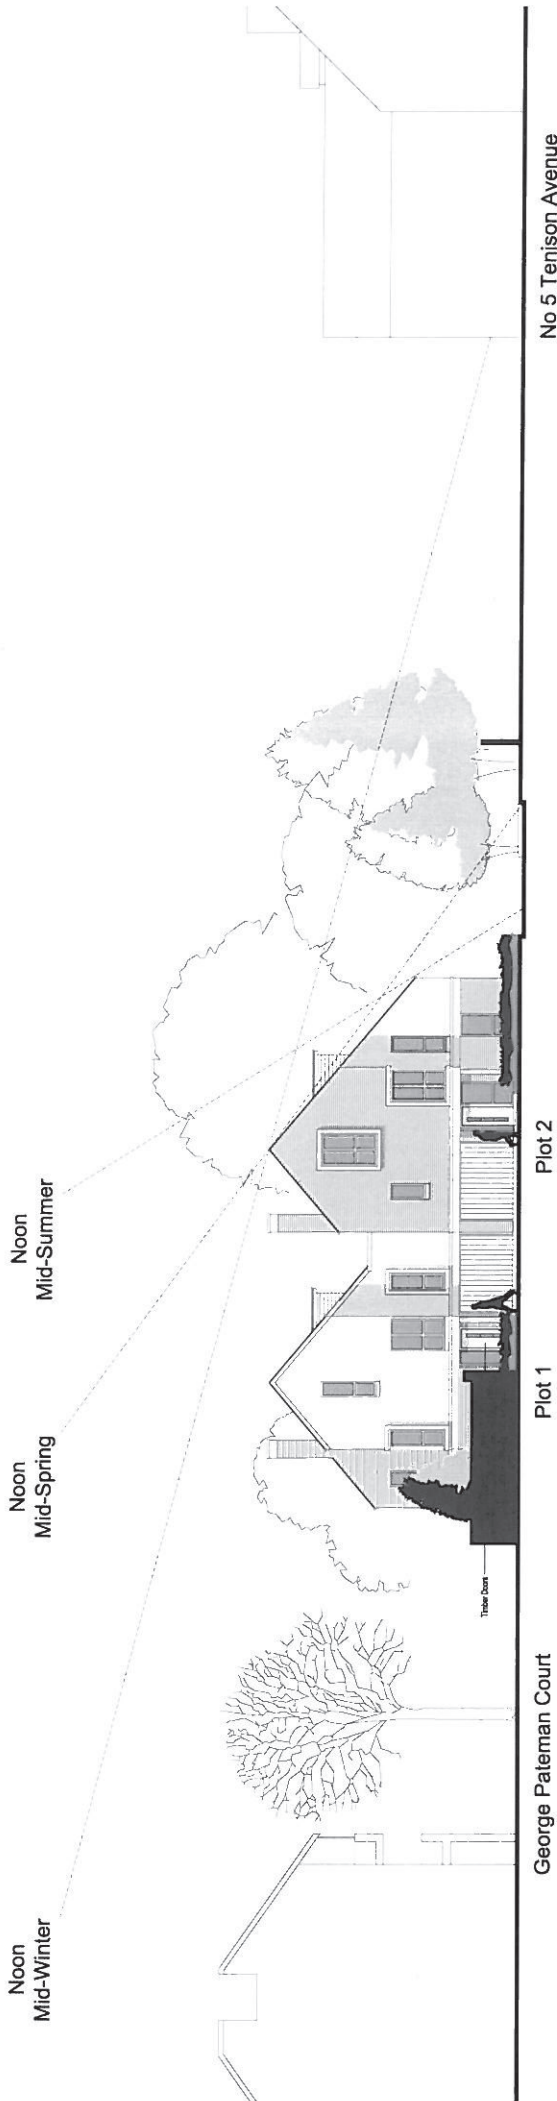 Noon
Mid-Winter
Noon
Mid-Spring
Noon
Mid-Summer
Timber Doors
George Pateman Court
Plot 1
Plot 2
No 5 Tenison Avenue